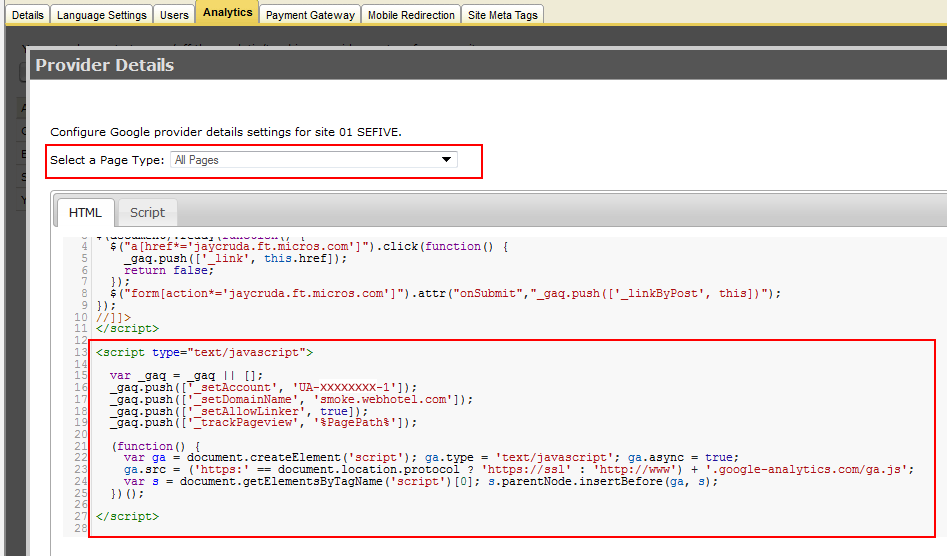 Details Language Settings Users Analytics Payment Gateway Mobile Redirection Site Meta Tags
Provider Details
Configure Google provider details settings for site 01 SEFIVE.
Select a Page Type: All Pages
HTML Script
3 $(document).ready(function() {
4 $("a[href*='jaycruda.ft.micros.com']").click(function() {
5 _gaq.push(['_link', this.href]);
6 return false;
7 });
8 $("form[action*='jaycruda.ft.micros.com']").attr("onSubmit","_gaq.push(['_linkByPost', this])");
9 });
10 //]]>
11 </script>
12
13 <script type="text/javascript">
14
15 var _gaq = _gaq || [];
16 _gaq.push(['_setAccount', 'UA-XXXXXXXX-1']);
17 _gaq.push(['_setDomainName', 'smoke.webhotel.com']);
18 _gaq.push(['_setAllowLinker', true]);
19 _gaq.push(['_trackPageview', '%PagePath%']);
20
21 (function() {
22 var ga = document.createElement('script'); ga.type = 'text/javascript'; ga.async = true;
23 ga.src = ('https:' == document.location.protocol ? 'https://ssl' : 'http://www') + '.google-analytics.com/ga.js';
24 var s = document.getElementsByTagName('script')[0]; s.parentNode.insertBefore(ga, s);
25 })();
26
27 </script>
28